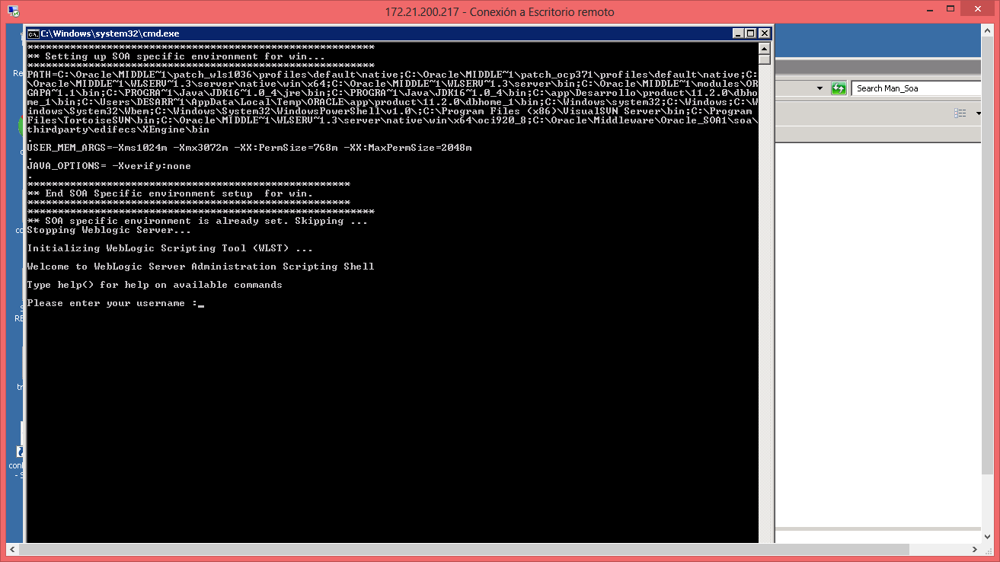 172.21.200.217 - Conexión a Escritorio remoto
C:\Windows\system32\cmd.exe
*********************************************************
** Setting up SOA specific environment for win...
*********************************************************
PATH=C:\Oracle\MIDDLE~1\patch_wls1036\profiles\default\native;C:\Oracle\MIDDLE~1\patch_ocp371\profiles\default\native;C:
\Oracle\MIDDLE~1\WLSERV~1.3\server\native\win\x64;C:\Oracle\MIDDLE~1\WLSERV~1.3\server\bin;C:\Oracle\MIDDLE~1\modules\OR
GAPA~1.1\bin;C:\PROGRA~1\Java\JDK16~1.0_4\jre\bin;C:\PROGRA~1\Java\JDK16~1.0_4\bin;C:\app\Desarrollo\product\11.2.0\dbho
me_1\bin;C:\Users\DESARR~1\AppData\Local\Temp\ORACLE\app\product\11.2.0\dbhome_1\bin;C:\Windows\system32;C:\Windows;C:\W
indows\System32\Wbem;C:\Windows\System32\WindowsPowerShell\v1.0\;C:\Program Files (x86)\VisualSVN Server\bin;C:\Program
Files\TortoiseSVN\bin;C:\Oracle\MIDDLE~1\WLSERV~1.3\server\native\win\x64\oci920_8;C:\Oracle\Middleware\Oracle_SOA1\soa\
thirdparty\edifecs\XEngine\bin
.
USER_MEM_ARGS=-Xms1024m -Xmx3072m -XX:PermSize=768m -XX:MaxPermSize=2048m
.
JAVA_OPTIONS= -Xverify:none
.
*****************************************************
** End SOA Specific environment setup  for win.
*****************************************************
*********************************************************
** SOA specific environment is already set. Skipping ...
Stopping Weblogic Server...
Initializing WebLogic Scripting Tool (WLST) ...
Welcome to WebLogic Server Administration Scripting Shell
Type help() for help on available commands
Please enter your username :_
Search Man_Soa